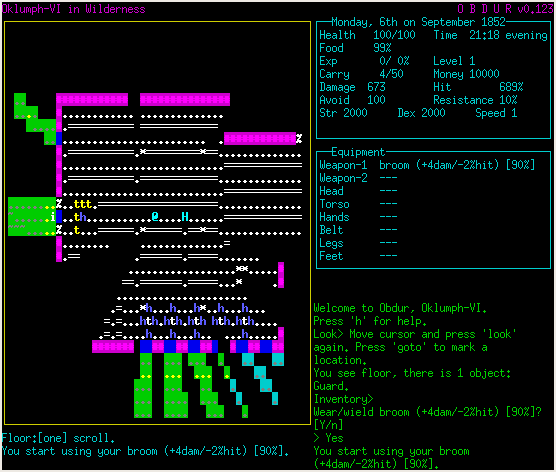 Oklumph-VI in Wilderness
O B D U R v0.123
Monday, 6th on September 1852
Health 100/100 Time 21:18 evening
Food 99%
Exp 0/ 0% Level 1
Carry 4/50 Money 10000
Damage 673 Hit 689%
Avoid 100 Resistance 10%
Str 2000 Dex 2000 Speed 1
Equipment
Weapon-1 broom (+4dam/-2%hit) [90%]
Weapon-2 ---
Head ---
Torso ---
Hands ---
Belt ---
Legs ---
Feet ---
Welcome to Obdur, Oklumph-VI.
Press 'h' for help.
Look> Move cursor and press 'look'
again. Press 'goto' to mark a
location.
You see floor, there is 1 object:
Guard.
Inventory>
Wear/wield broom (+4dam/-2%hit) [90%]?
[Y/n]
> Yes
You start using your broom
(+4dam/-2%hit) [90%].
Floor:[one] scroll.
You start using your broom (+4dam/-2%hit) [90%].